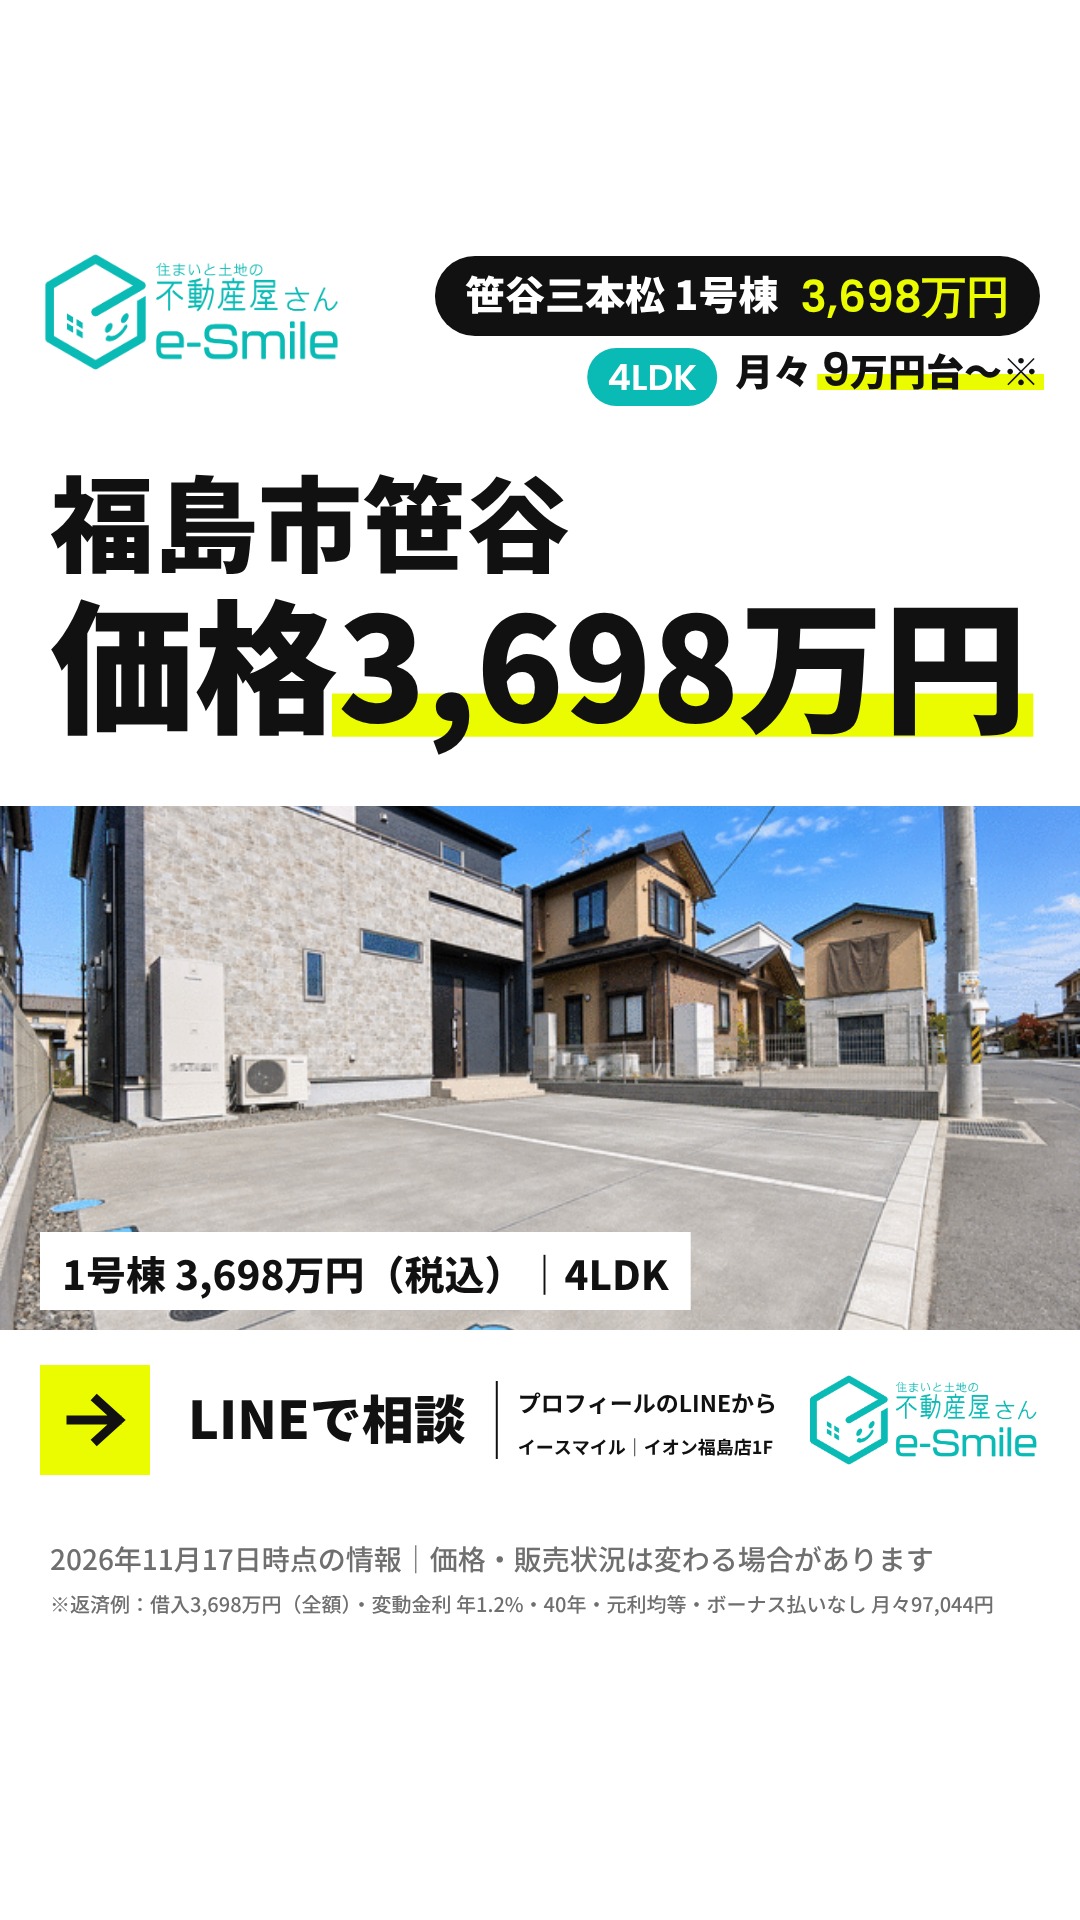 住まいと土地の
不動産屋さん
e-Smile
笹谷三本松 1号棟 3,698万円
4LDK 月々 9万円台〜※
福島市笹谷
価格3,698万円
1号棟 3,698万円（税込）｜4LDK
LINEで相談
プロフィールのLINEから
イースマイル｜イオン福島店1F
住まいと土地の
不動産屋さん
e-Smile
2026年11月17日時点の情報｜価格・販売状況は変わる場合があります
※返済例：借入3,698万円（全額）・変動金利 年1.2%・40年・元利均等・ボーナス払いなし 月々97,044円